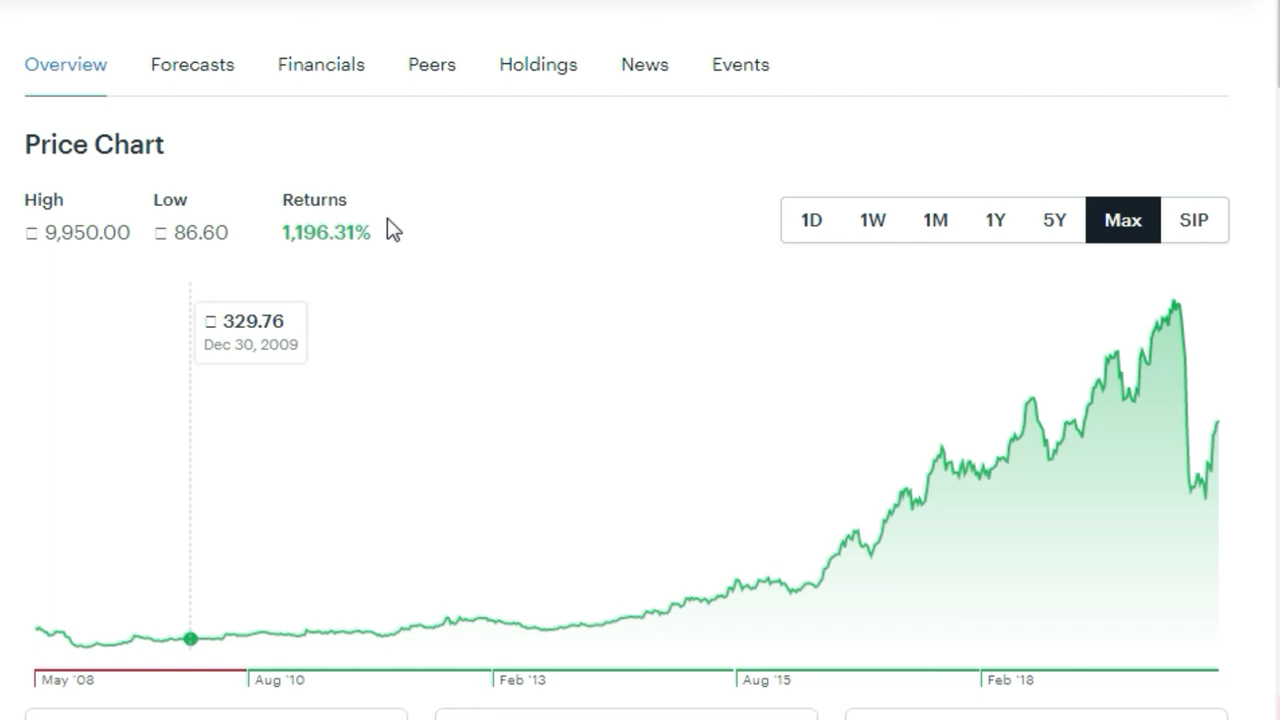 Overview Forecasts Financials Peers Holdings News Events
Price Chart
High Low Returns
□ 9,950.00 □ 86.60 1,196.31%
1D 1W 1M 1Y 5Y Max SIP
□ 329.76
Dec 30, 2009
May '08 Aug '10 Feb '13 Aug '15 Feb '18